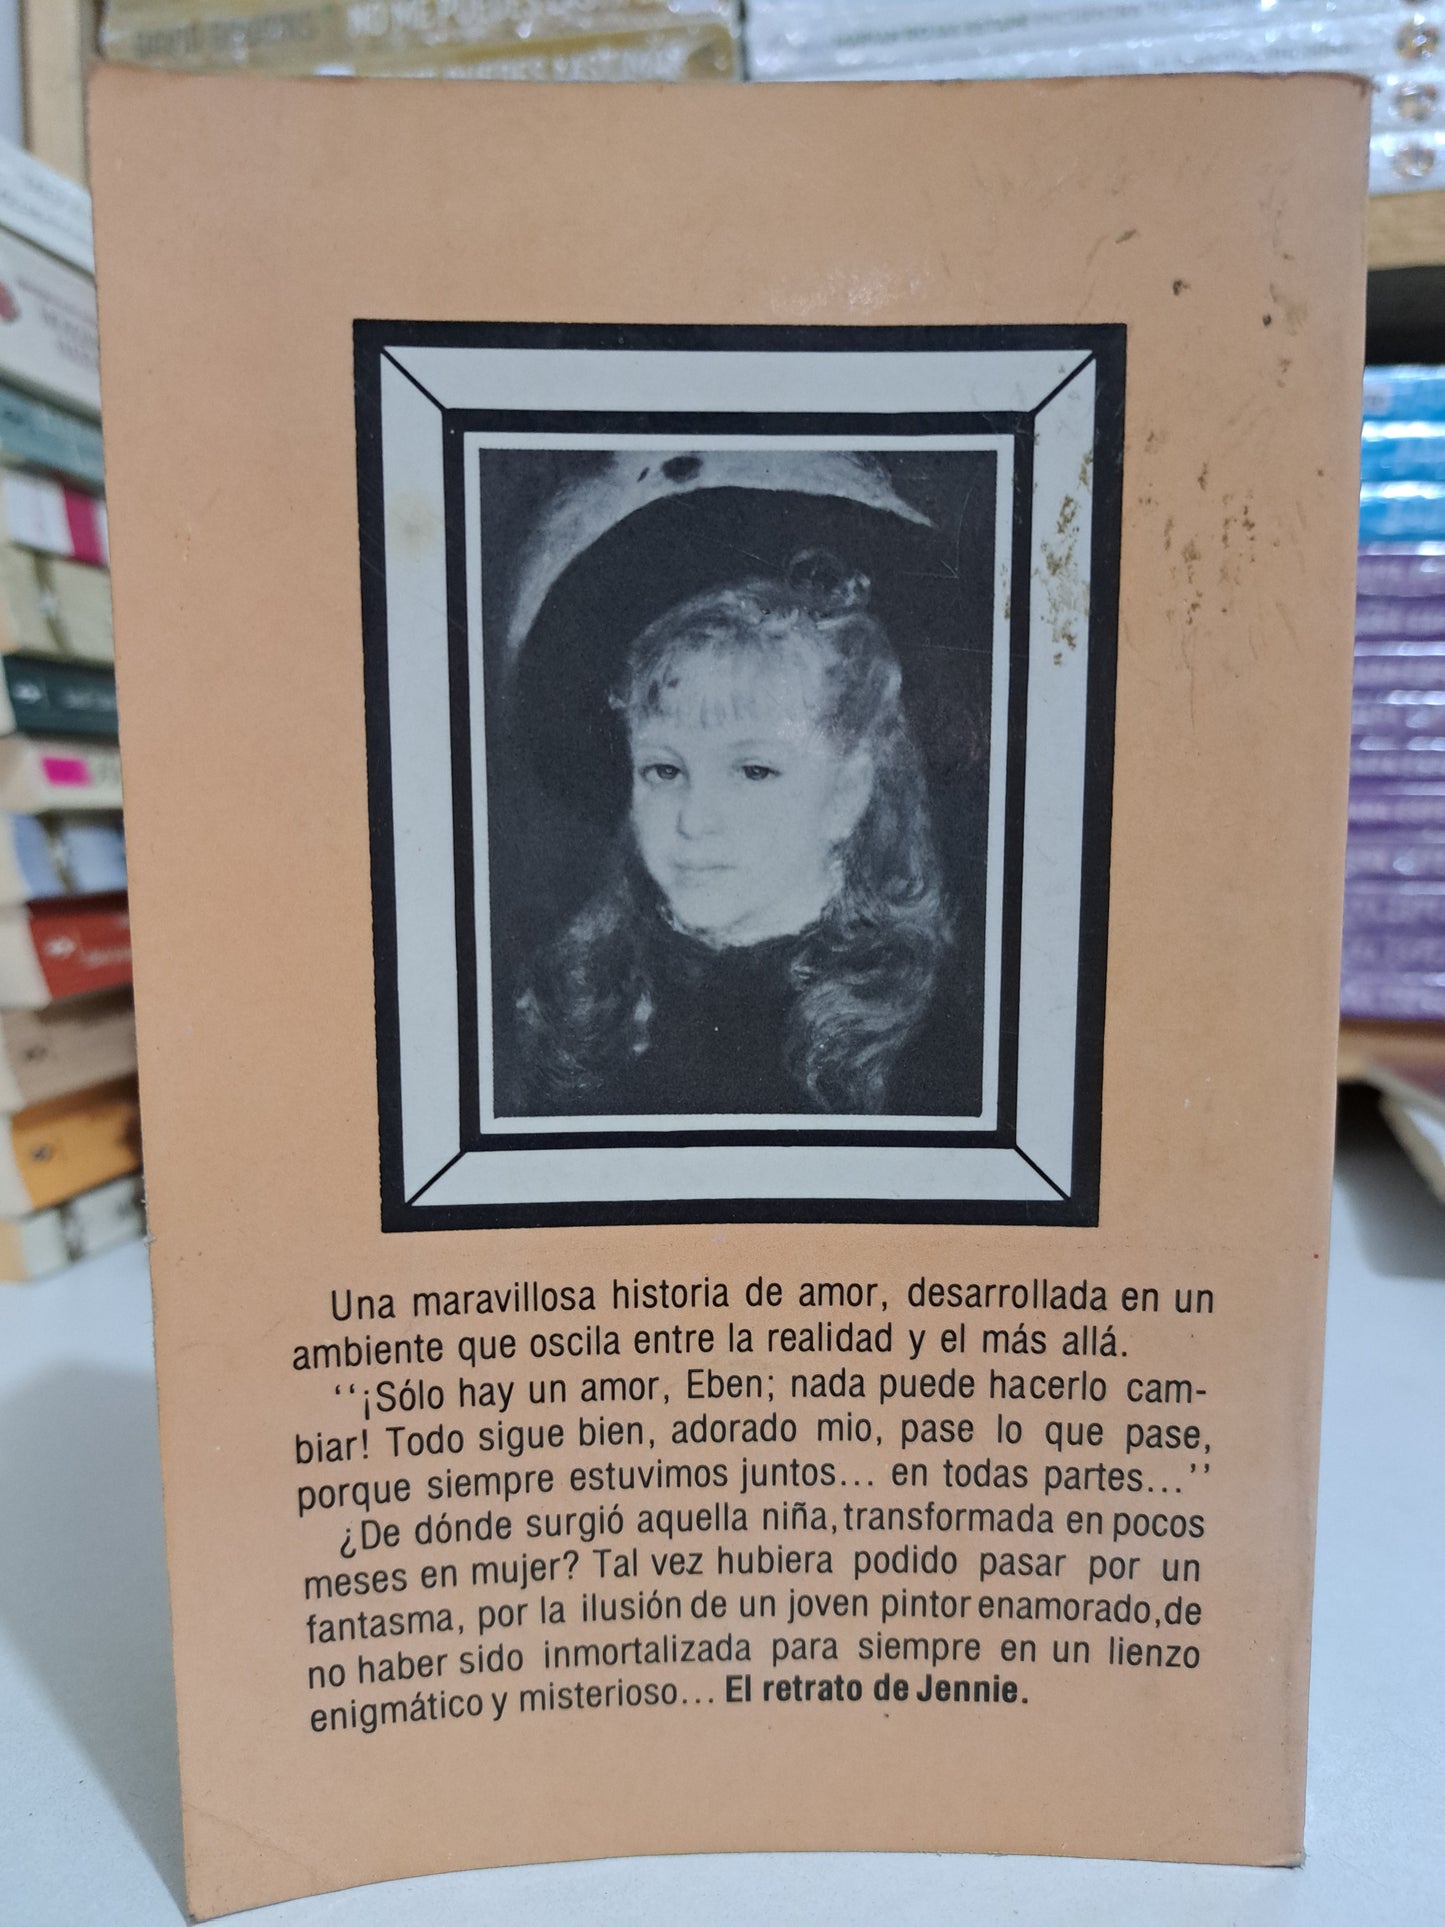 NO ME PUEDES
Una maravillosa historia de amor, desarrollada en un
ambiente que oscila entre la realidad y el más allá.
‘‘¡Sólo hay un amor, Eben; nada puede hacerlo cam-
biar! Todo sigue bien, adorado mio, pase lo que pase,
porque siempre estuvimos juntos... en todas partes...’’
¿De dónde surgió aquella niña, transformada en pocos
meses en mujer? Tal vez hubiera podido pasar por un
fantasma, por la ilusión de un joven pintor enamorado, de
no haber sido inmortalizada para siempre en un lienzo
enigmático y misterioso... El retrato de Jennie.